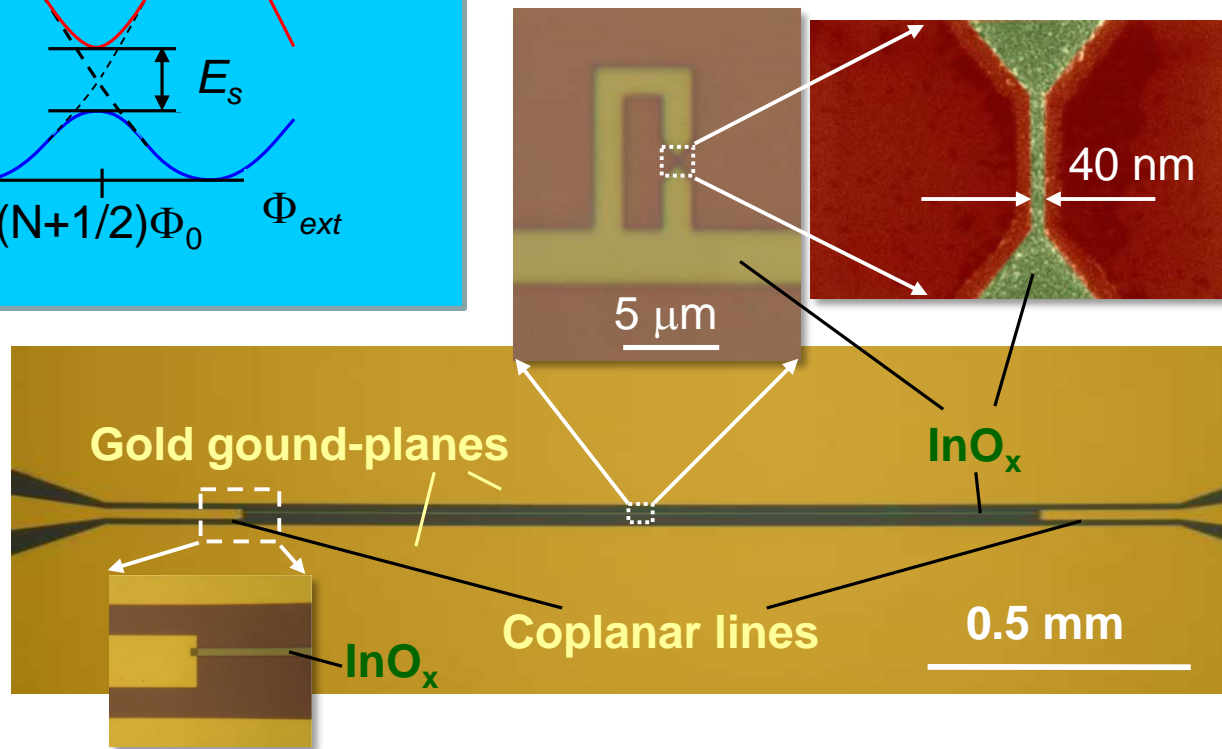 E_s
(N+1/2)Φ_0
Φ_ext
5 μm
40 nm
Gold gound-planes
InO_x
Coplanar lines
0.5 mm
InO_x